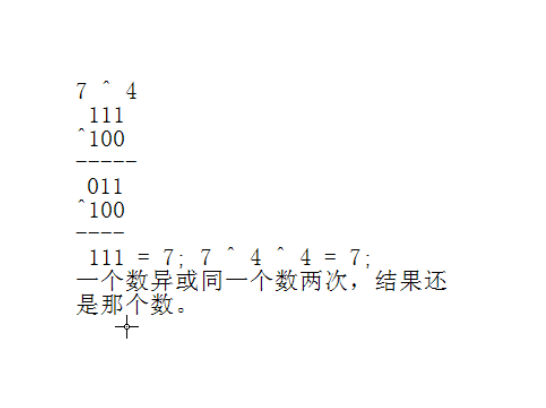 7 ^ 4
111
^100
-----
011
^100
----
111 = 7; 7 ^ 4 ^ 4 = 7;
一个数异或同一个数两次，结果还
是那个数。